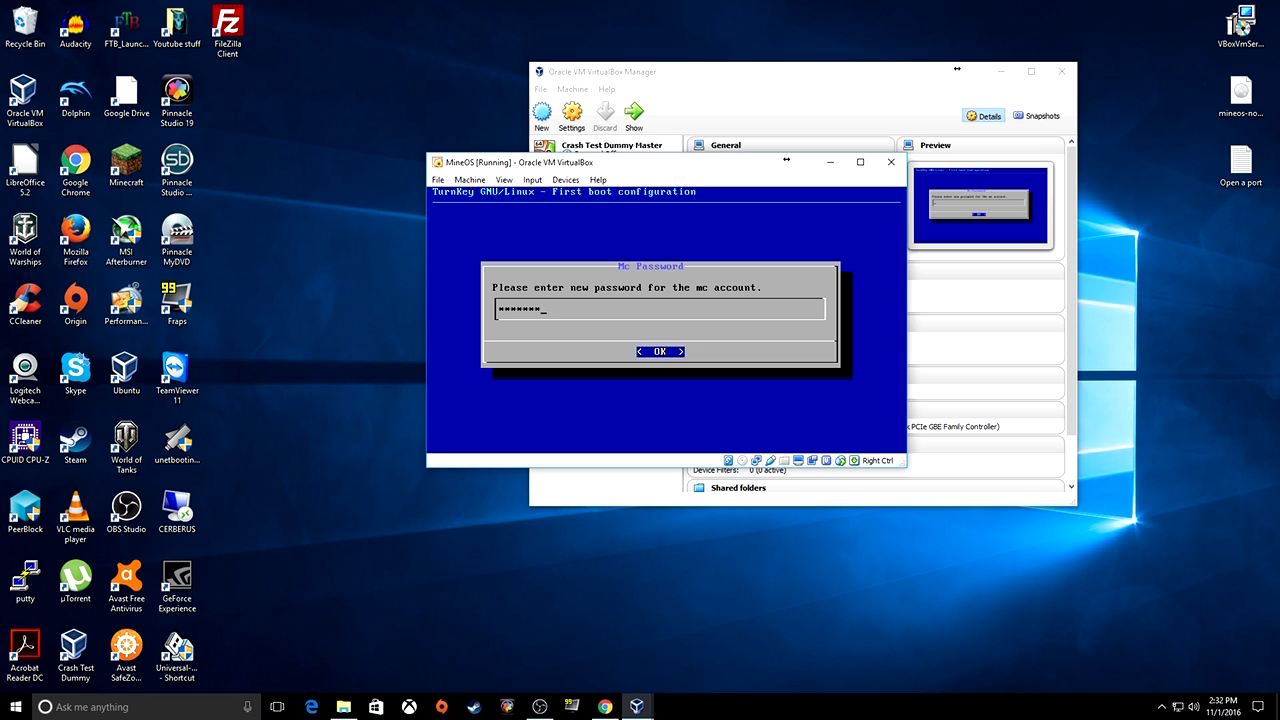 Recycle Bin
Audacity
FTB_Launc...
Youtube stuff
FileZilla
Client
VBoxVmSer...
Oracle VM
VirtualBox
Dolphin
Google Drive
Pinnacle
Studio 19
mineos-no...
LibreOffice
Google
Chrome
Minecraft
Pinnacle
Studio ...
Open a port
World of
Warships
Mozilla
Firefox
MSI
Afterburner
Pinnacle
MyDVD
CCleaner
Origin
Performan...
99
Fraps
Logitech
Webca...
Skype
Ubuntu
TeamViewer
11
CPUID CPU-Z
Steam
World of
Tanks
unetbootin...
PeerBlock
VLC media
player
OBS Studio
CERBERUS
putty
µTorrent
Avast Free
Antivirus
GeForce
Experience
Acrobat
Reader DC
Crash Test
Dummy
Avast
SafeZo...
Universal-...
- Shortcut
Oracle VM VirtualBox Manager
File Machine Help
New Settings Discard Show
Details Snapshots
Crash Test Dummy Master
General
Preview
MineOS [Running] - Oracle VM VirtualBox
File Machine View Input Devices Help
TurnKey GNU/Linux - First boot configuration
Mc Password
Please enter new password for the mc account.
*******_
< OK >
Right Ctrl
PCIe GBE Family Controller)
Device Filters: 0 (0 active)
Shared folders
Ask me anything
2:32 PM
11/1/2016